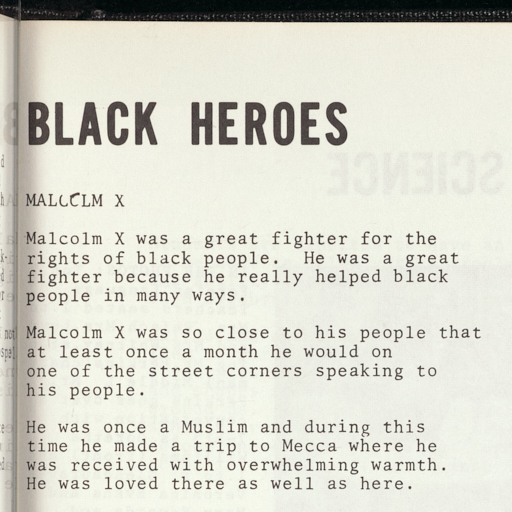 BLACK HEROES
MALCOLM X
Malcolm X was a great fighter for the
rights of black people. He was a great
fighter because he really helped black
people in many ways.
Malcolm X was so close to his people that
at least once a month he would on
one of the street corners speaking to
his people.
He was once a Muslim and during this
time he made a trip to Mecca where he
was received with overwhelming warmth.
He was loved there as well as here.
SCIENCE